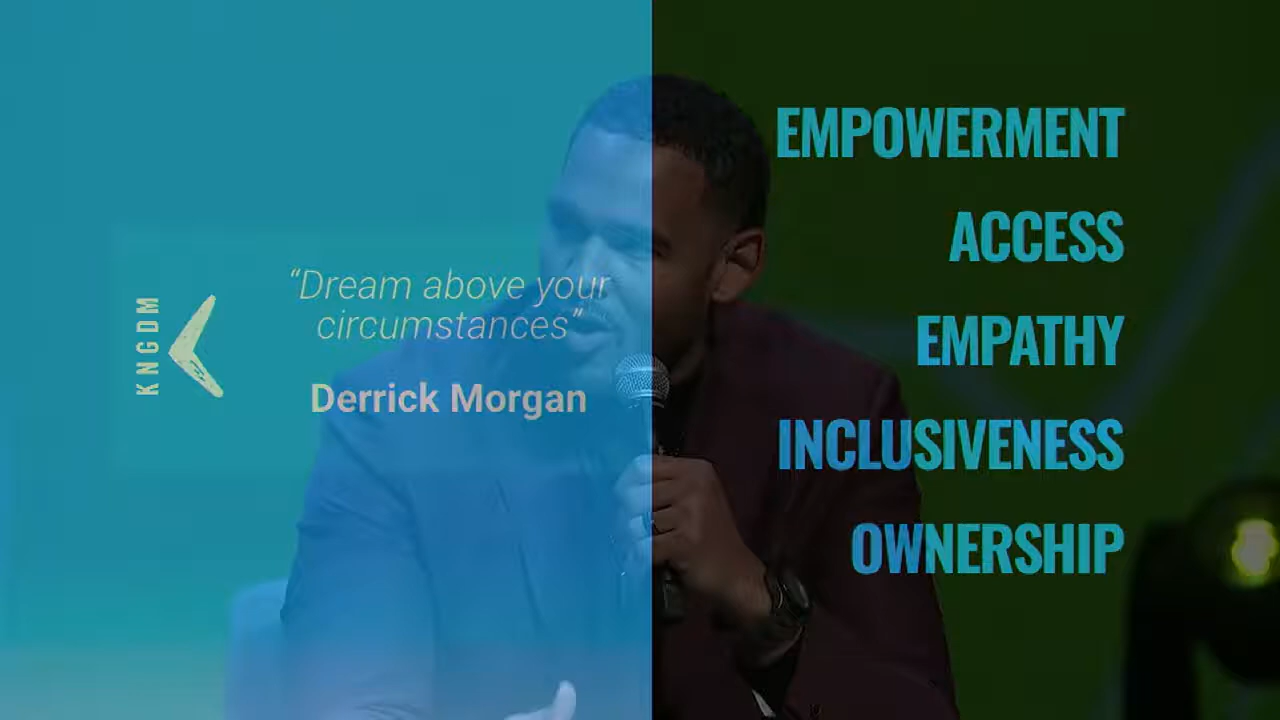 KNGDM
“Dream above your
circumstances”
Derrick Morgan
EMPOWERMENT
ACCESS
EMPATHY
INCLUSIVENESS
OWNERSHIP